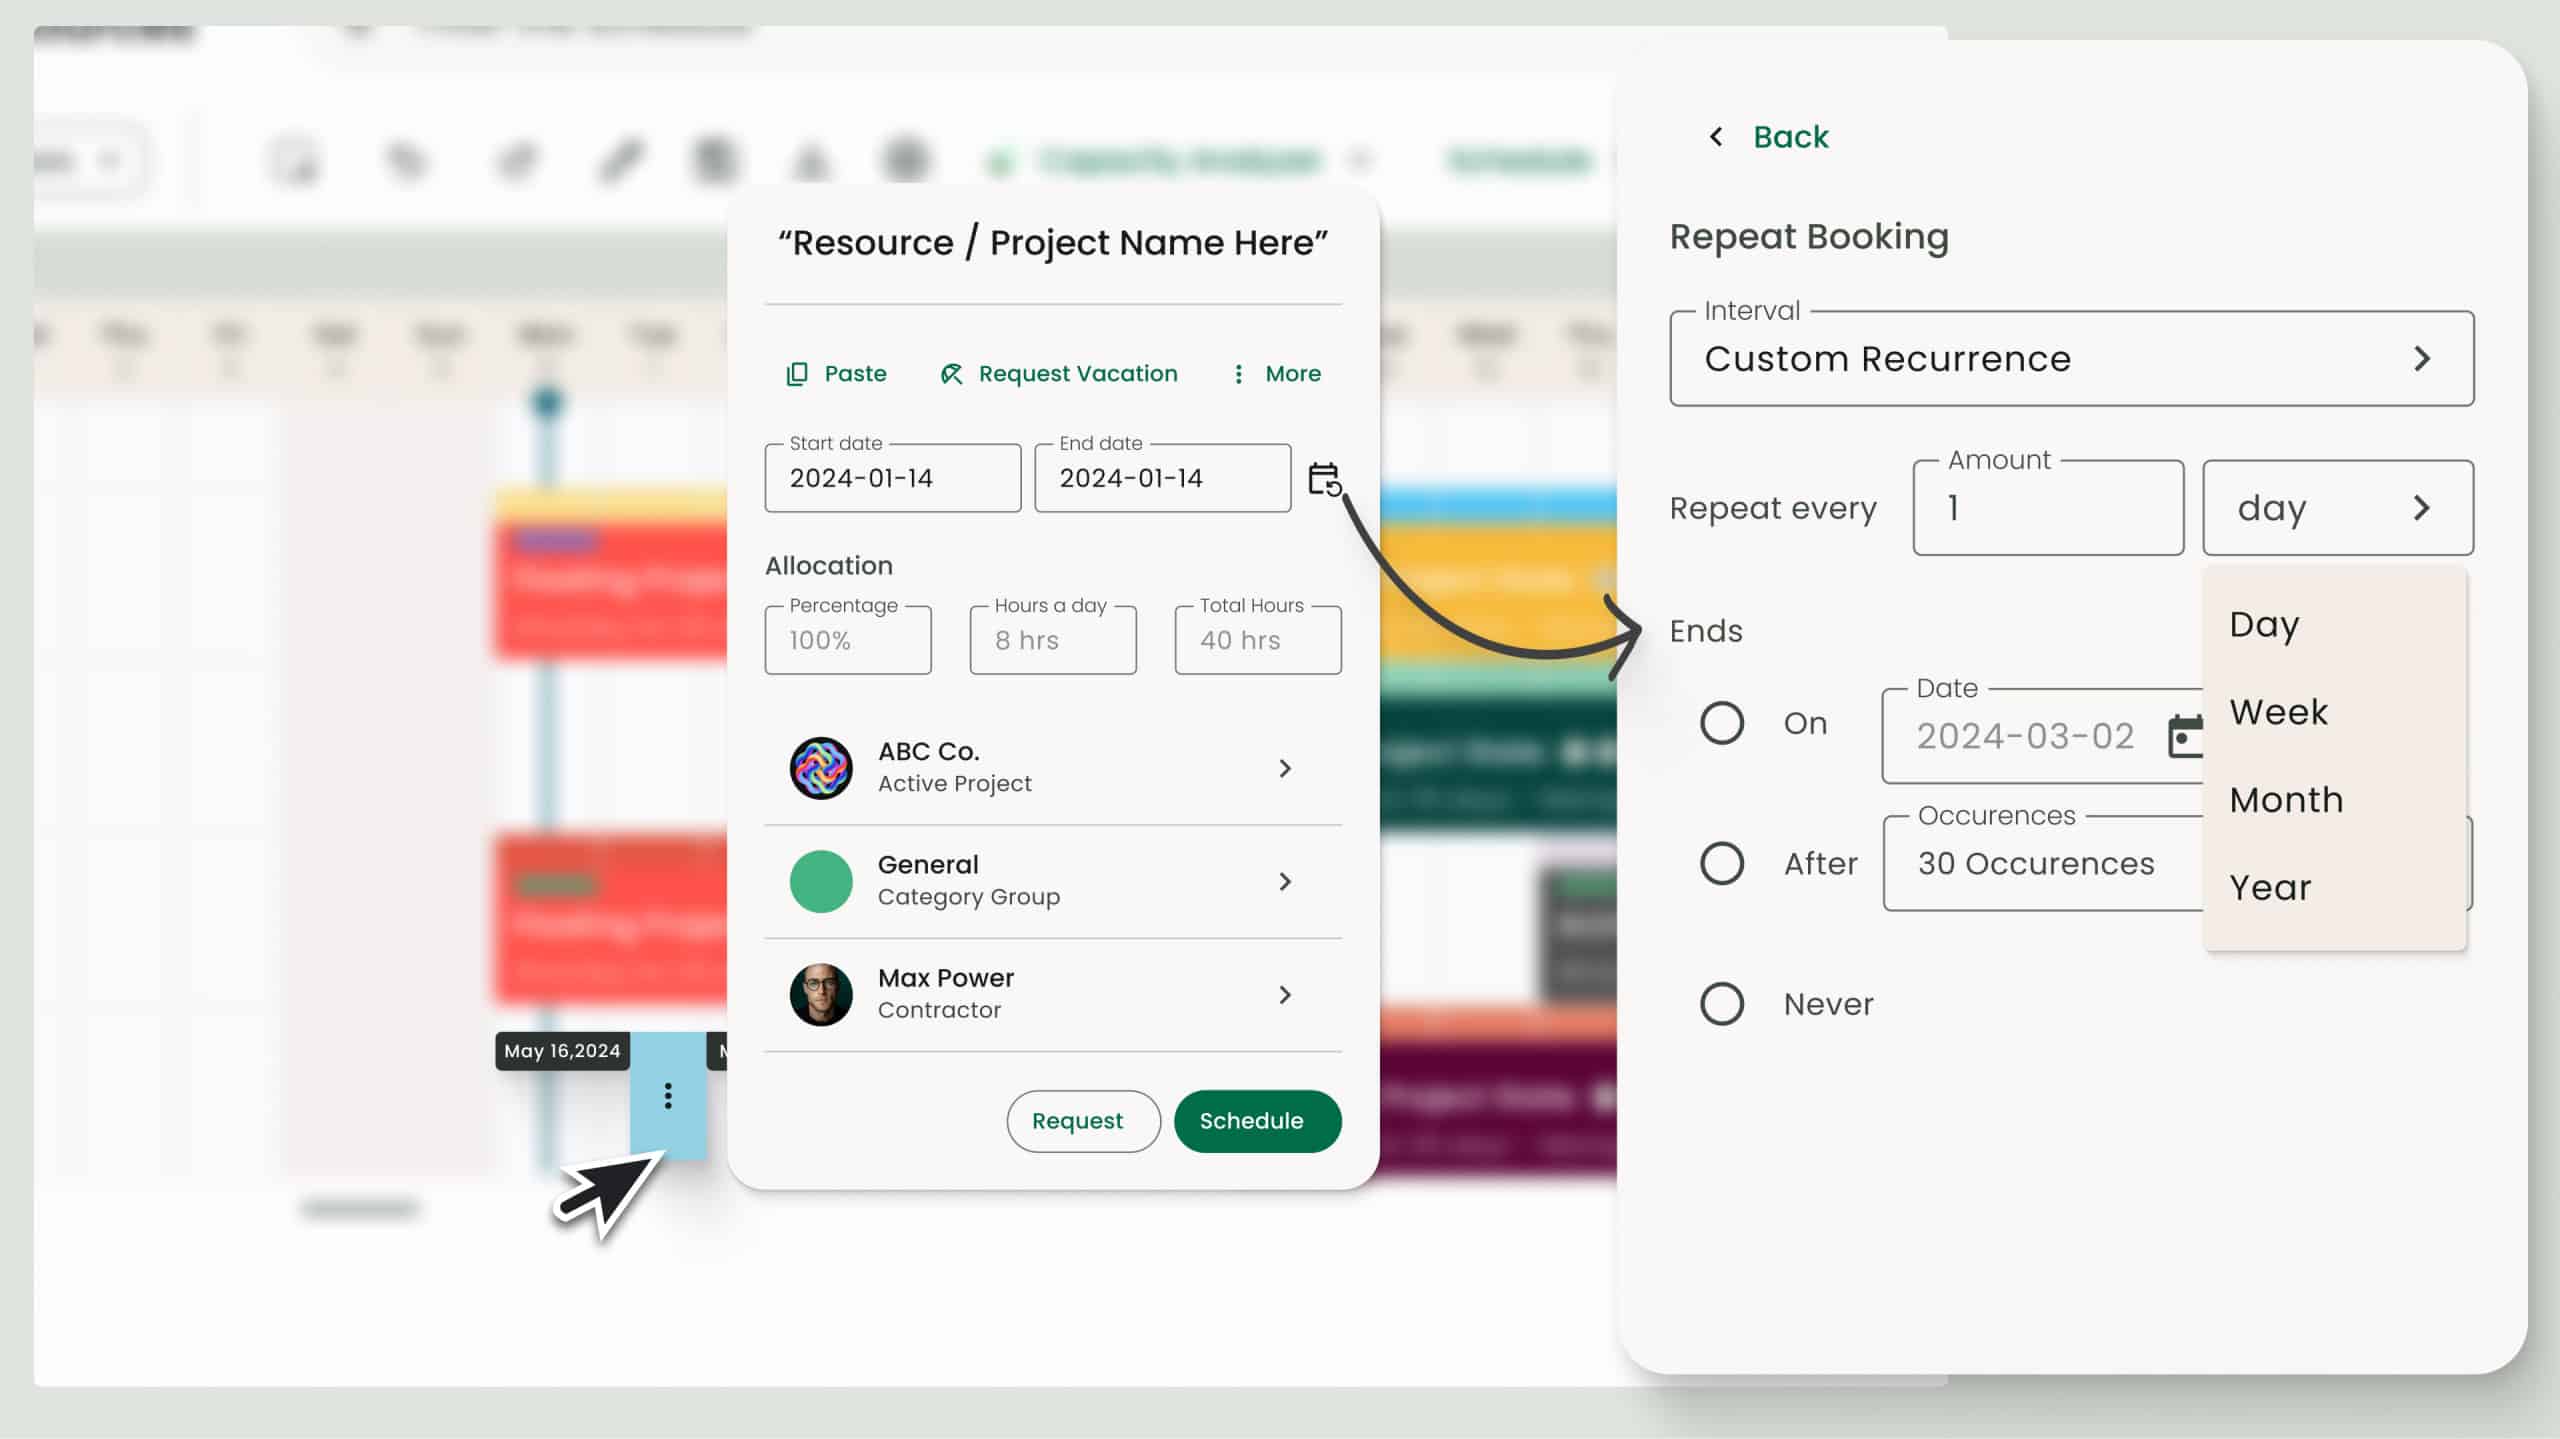 “Resource / Project Name Here”
Paste
Request Vacation
More
Start date
2024-01-14
End date
2024-01-14
Allocation
Percentage
100%
Hours a day
8 hrs
Total Hours
40 hrs
ABC Co.
Active Project
General
Category Group
Max Power
Contractor
Request
Schedule
May 16,2024
Capacity Analyzer
Schedule
Back
Repeat Booking
Interval
Custom Recurrence
Repeat every
Amount
1
day
Day
Week
Month
Year
Ends
On
Date
2024-03-02
After
Occurences
30 Occurences
Never